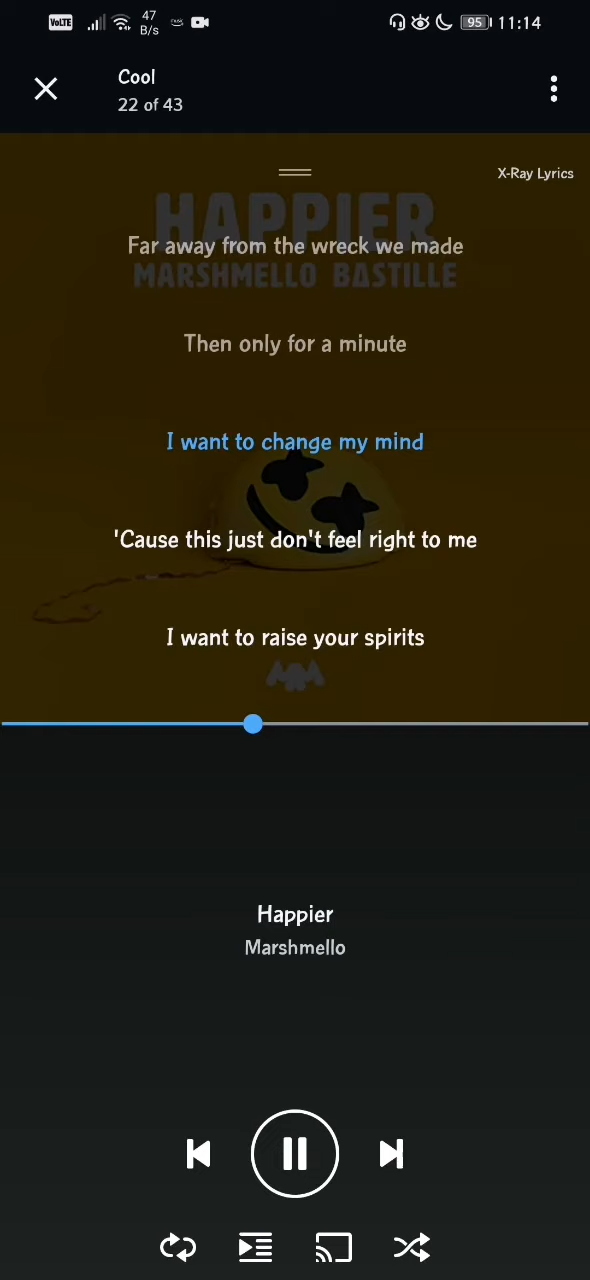 VoLTE 47 B/s 95 11:14
Cool
22 of 43
X-Ray Lyrics
HAPPIER
Far away from the wreck we made
MARSHMELLO BASTILLE
Then only for a minute
I want to change my mind
'Cause this just don't feel right to me
I want to raise your spirits
Happier
Marshmello